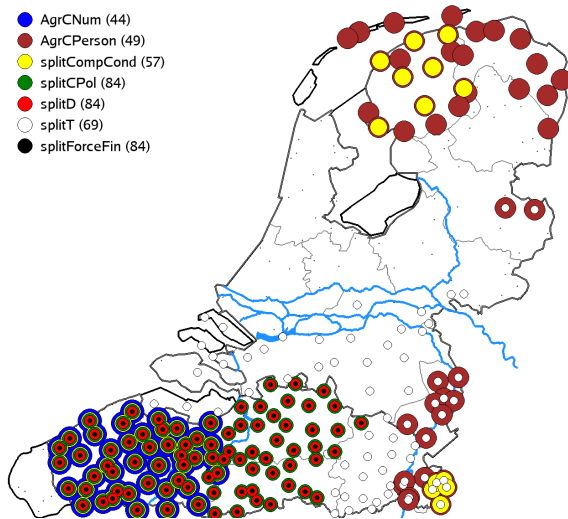 AgrCNum (44)
AgrCPerson (49)
splitCompCond (57)
splitCPol (84)
splitD (84)
splitT (69)
splitForceFin (84)